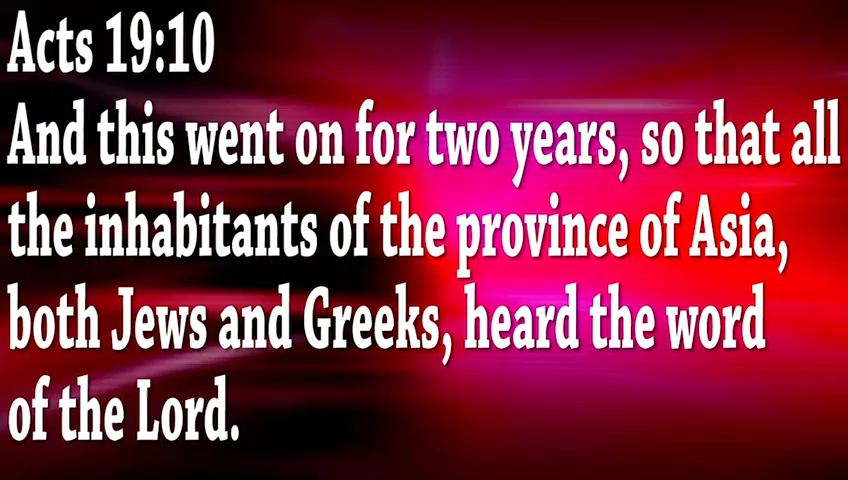 Acts 19:10
And this went on for two years, so that all
the inhabitants of the province of Asia,
both Jews and Greeks, heard the word
of the Lord.